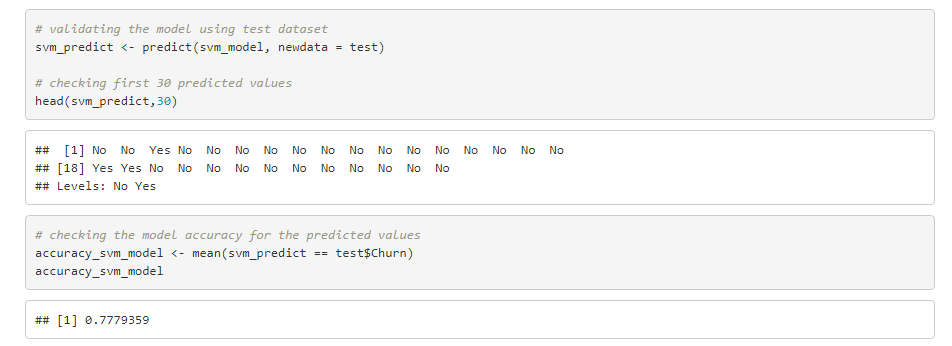 # validating the model using test dataset
svm_predict <- predict(svm_model, newdata = test)
# checking first 30 predicted values
head(svm_predict,30)
##  [1] No  No  Yes No  No  No  No  No  No  No  No  No  No  No  No  No  No
## [18] Yes Yes No  No  No  No  No  No  No  No  No  No  No
## Levels: No Yes
# checking the model accuracy for the predicted values
accuracy_svm_model <- mean(svm_predict == test$Churn)
accuracy_svm_model
## [1] 0.7779359